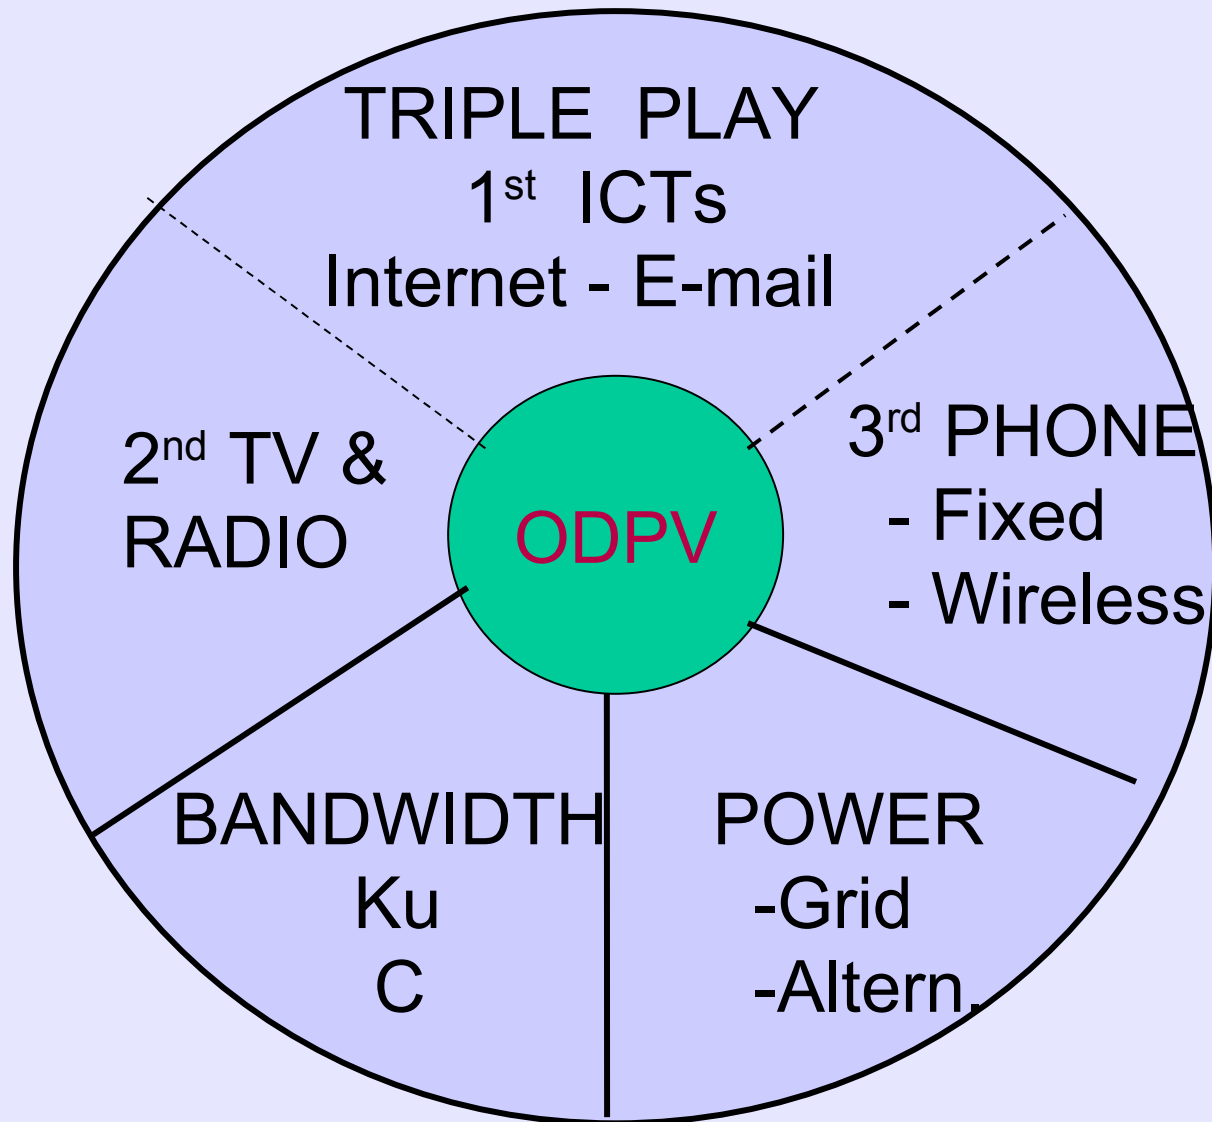 TRIPLE PLAY
1st ICTs
Internet - E-mail
2nd TV &
RADIO
ODPV
3rd PHONE
- Fixed
- Wireless
BANDWIDTH
Ku
C
POWER
-Grid
-Altern.